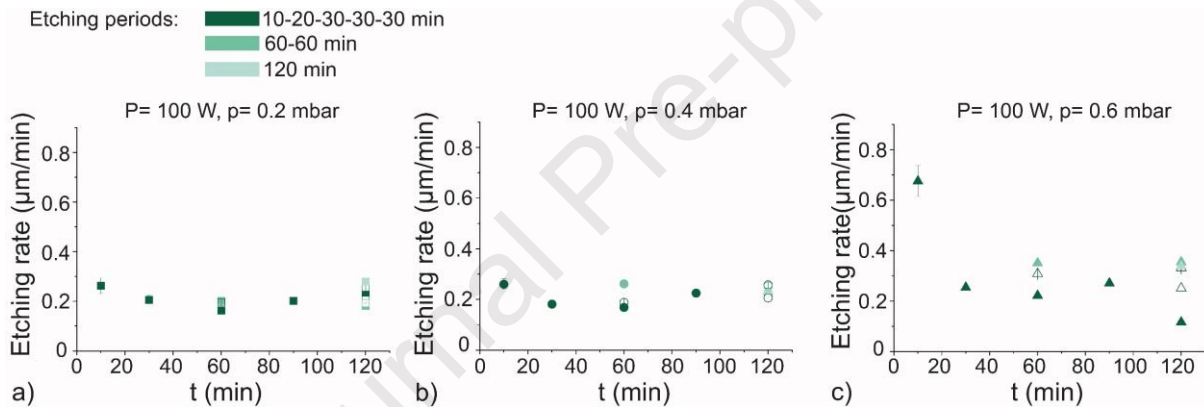 Etching periods:
10-20-30-30-30 min
60-60 min
120 min
P= 100 W, p= 0.2 mbar
Etching rate (µm/min)
0.8
0.6
0.4
0.2
0
0 20 40 60 80 100 120
t (min)
a)
P= 100 W, p= 0.4 mbar
Etching rate (µm/min)
0.8
0.6
0.4
0.2
0
0 20 40 60 80 100 120
t (min)
b)
P= 100 W, p= 0.6 mbar
Etching rate(µm/min)
0.8
0.6
0.4
0.2
0
0 20 40 60 80 100 120
t (min)
c)